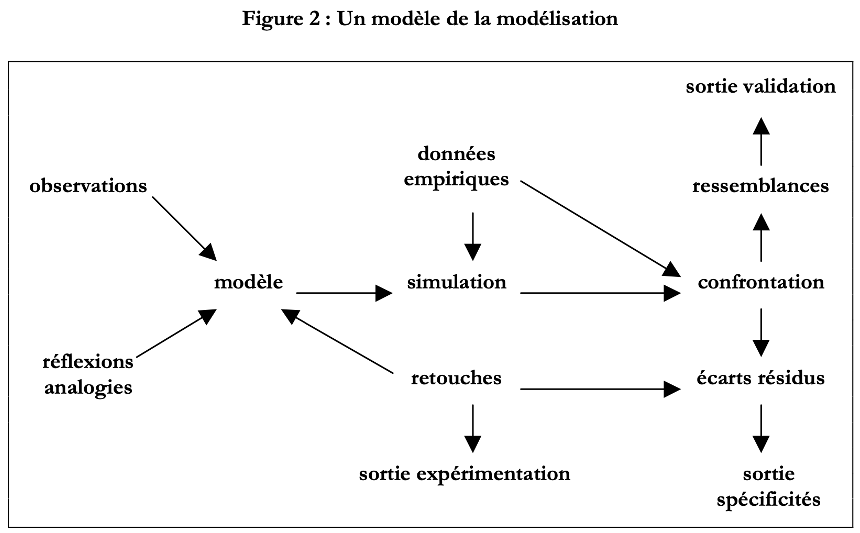 Figure 2 : Un modèle de la modélisation
sortie validation
données
empiriques
observations
ressemblances
modèle
simulation
confrontation
réflexions
analogies
retouches
écarts résidus
sortie expérimentation
sortie
spécificités